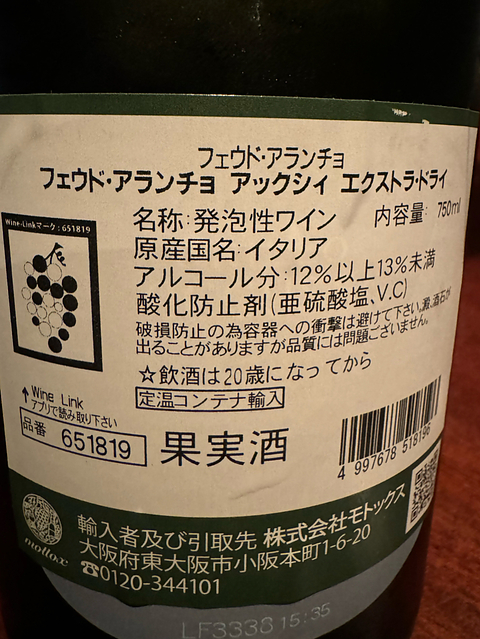 フェウド・アランチョ
フェウド・アランチョ アックシィ エクストラ・ドライ
Wine-Linkマーク:651819
名称:発泡性ワイン 内容量: 750ml
原産国名:イタリア
アルコール分:12%以上13%未満
酸化防止剤(亜硫酸塩、V.C)
破損防止の為容器への衝撃は避けて下さい。澱、酒石が
出ることがありますが品質には問題ございません。
☆飲酒は20歳になってから
↑Wine Link
アプリで読み取り下さい
定温コンテナ輸入
品番 651819
果実酒
4 997678 518196
mottox
輸入者及び引取先 株式会社モトックス
大阪府東大阪市小阪本町1-6-20
☎0120-344101
LF3338 15:35